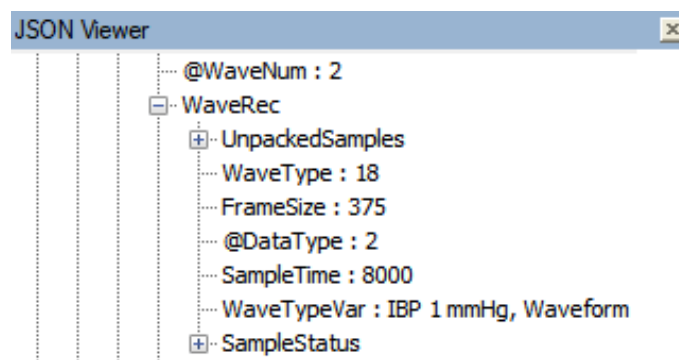 JSON Viewer
@WaveNum : 2
WaveRec
UnpackedSamples
WaveType : 18
FrameSize : 375
@DataType : 2
SampleTime : 8000
WaveTypeVar : IBP 1 mmHg, Waveform
SampleStatus